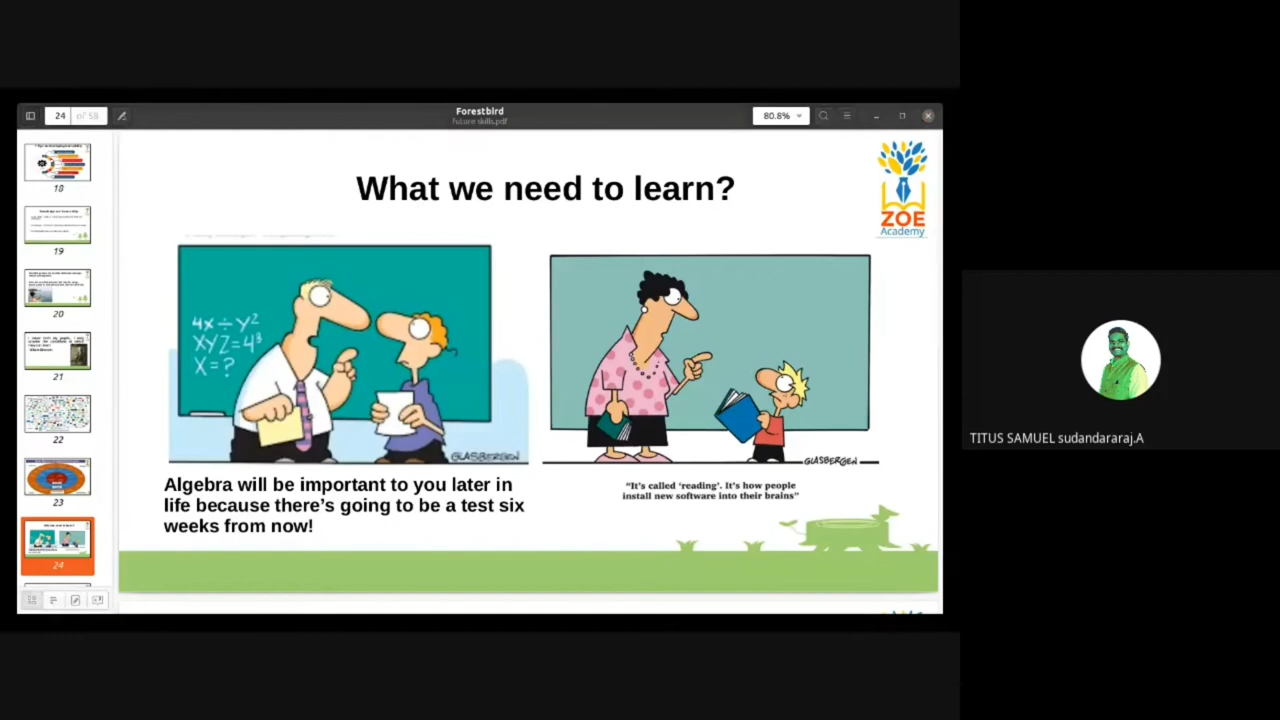 24 of 58
Forestbird
future skills.pdf
80.8%
18
19
20
21
22
23
24
What we need to learn?
ZOE
Academy
4x÷y²
XYZ=4³
X=?
GLASBERGEN
GLASBERGEN
Algebra will be important to you later in
life because there's going to be a test six
weeks from now!
“It's called ‘reading’. It's how people
install new software into their brains”
TITUS SAMUEL sudandararaj.A